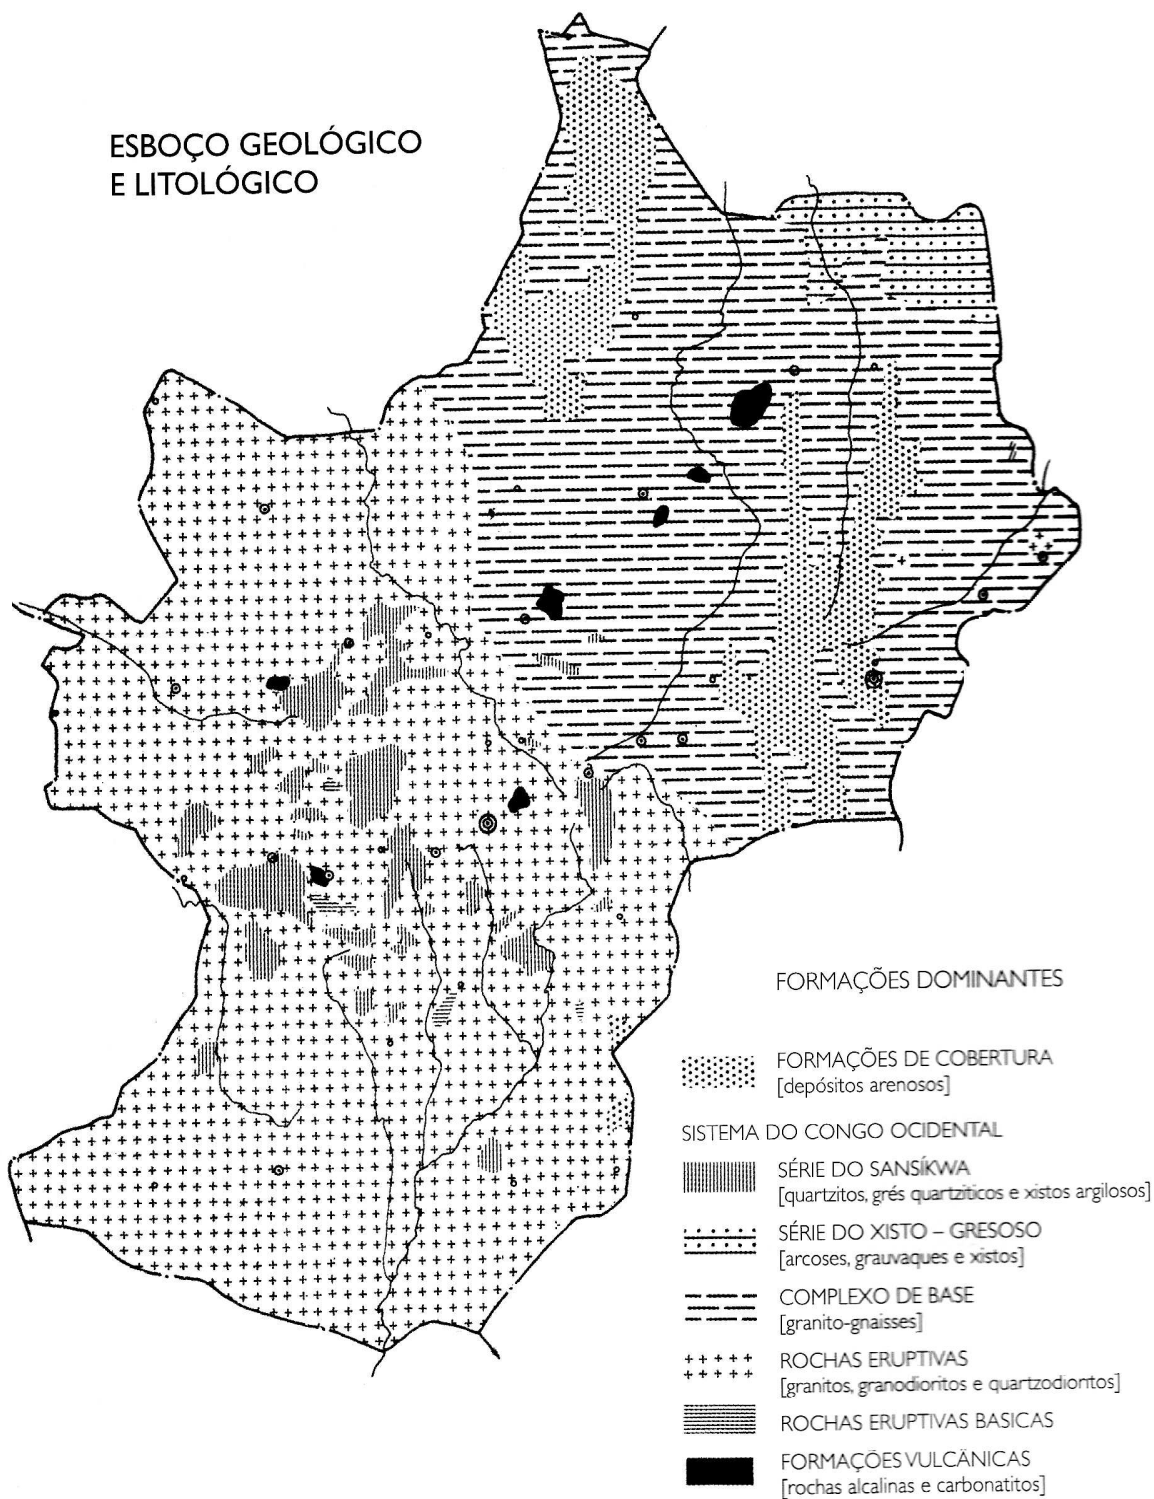 ESBOÇO GEOLÓGICO
E LITOLÓGICO
FORMAÇÕES DOMINANTES
FORMAÇÕES DE COBERTURA
[depósitos arenosos]
SISTEMA DO CONGO OCIDENTAL
SÉRIE DO SANSÍKWA
[quartzitos, grés quartzíticos e xistos argilosos]
SÉRIE DO XISTO – GRESOSO
[arcoses, grauvaques e xistos]
COMPLEXO DE BASE
[granito-gnaisses]
ROCHAS ERUPTIVAS
[granitos, granodioritos e quartzodioritos]
ROCHAS ERUPTIVAS BASICAS
FORMAÇÕES VULCÂNICAS
[rochas alcalinas e carbonatitos]